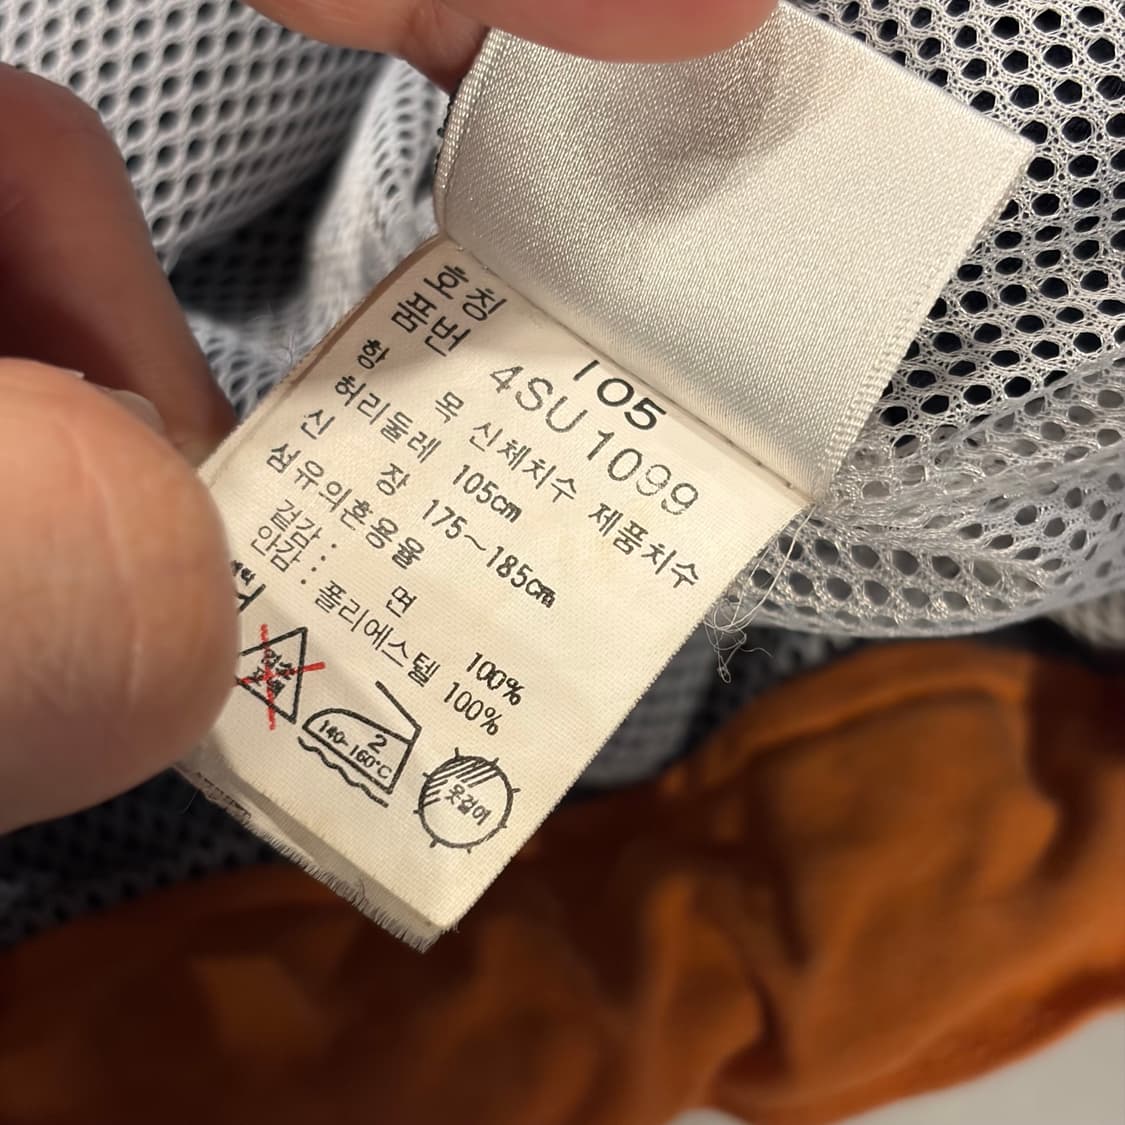 호칭 105
품번 4SU1099
항 목 신체치수 제품치수
허리둘레 105cm
신 장 175~185cm
섬유의혼용율
겉감: 면 100%
안감: 폴리에스텔 100%
2
140-160°C
옷걸이